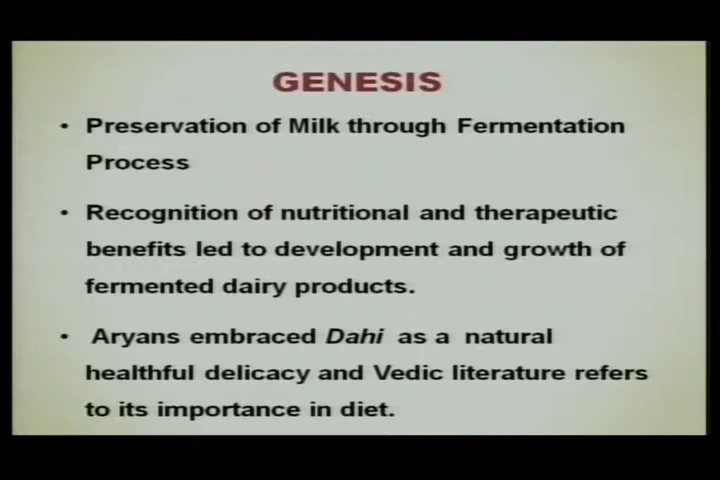 GENESIS
• Preservation of Milk through Fermentation
Process
• Recognition of nutritional and therapeutic
benefits led to development and growth of
fermented dairy products.
• Aryans embraced Dahi as a natural
healthful delicacy and Vedic literature refers
to its importance in diet.